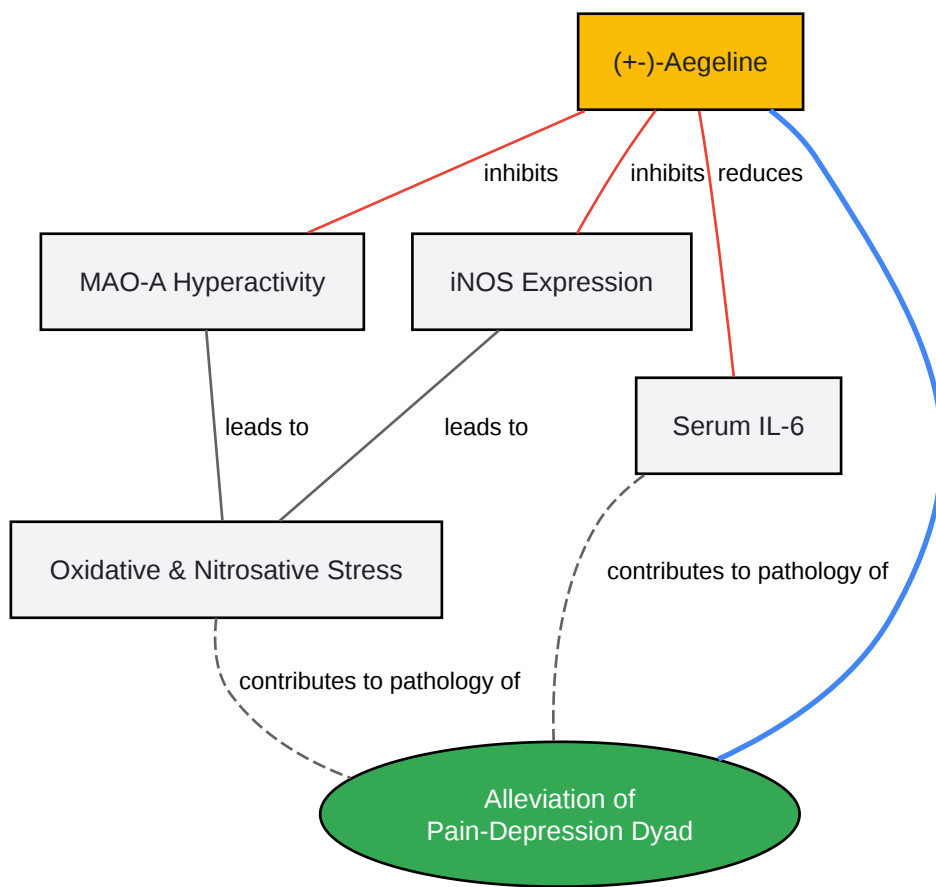 (+-)-Aegeline
inhibits
inhibits
reduces
MAO-A Hyperactivity
iNOS Expression
Serum IL-6
leads to
leads to
Oxidative & Nitrosative Stress
contributes to pathology of
contributes to pathology of
Alleviation of
Pain-Depression Dyad